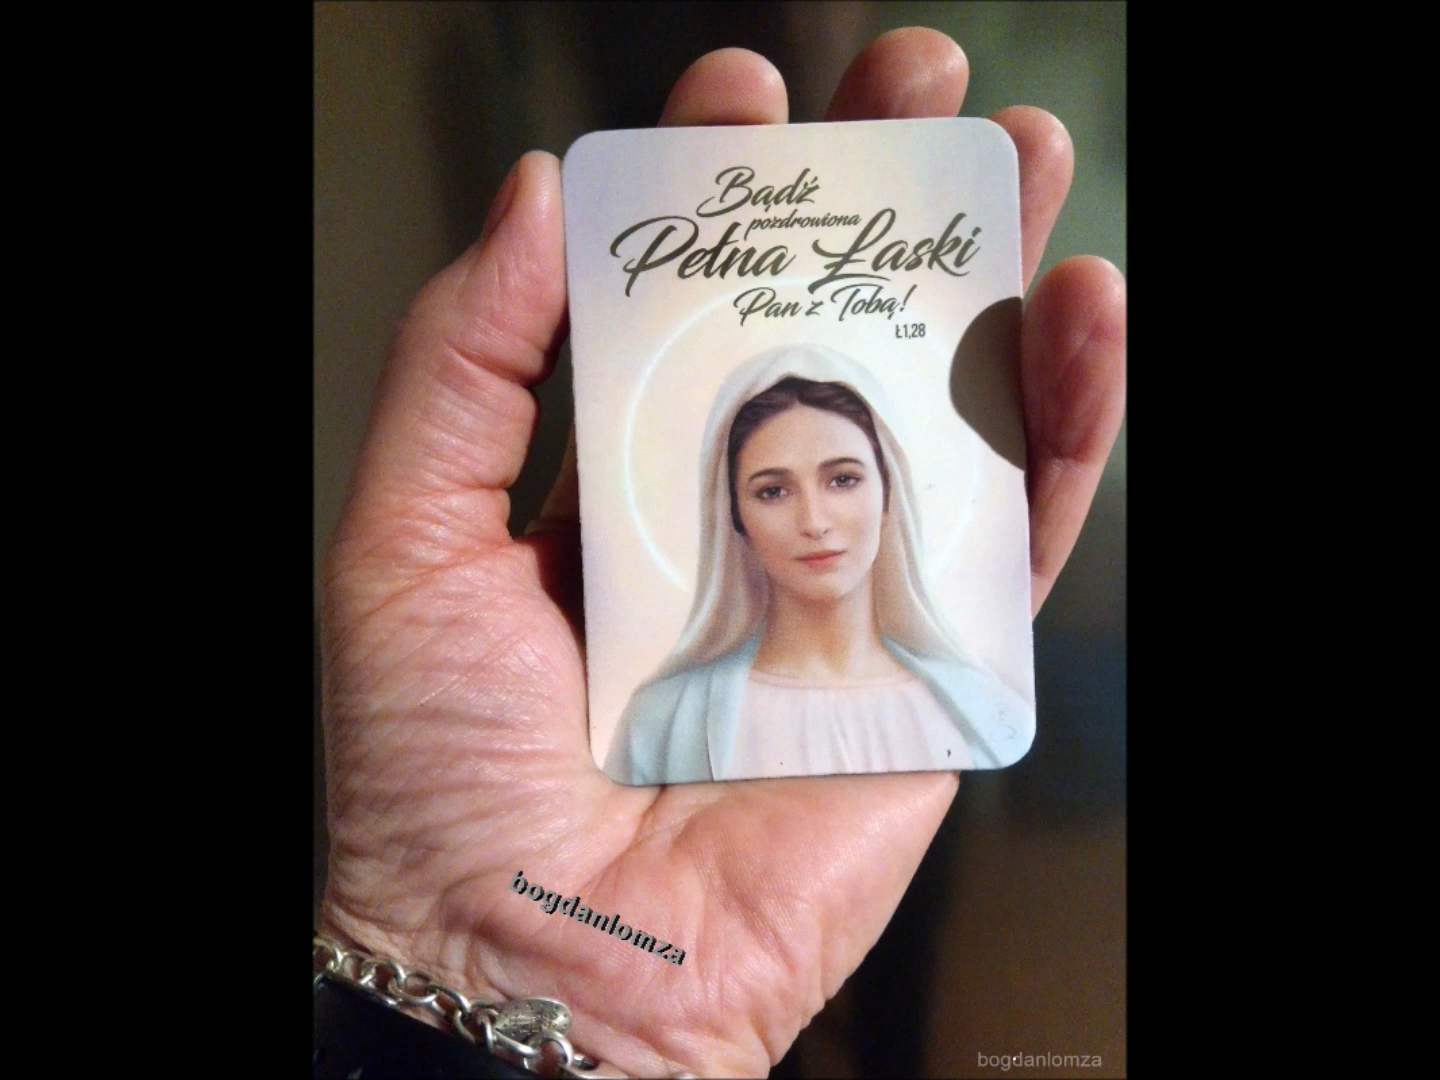 Bądź
pozdrowiona
Pełna Łaski
Pan z Tobą!
Ł1,28
bogdanlomza
bogdanlomza